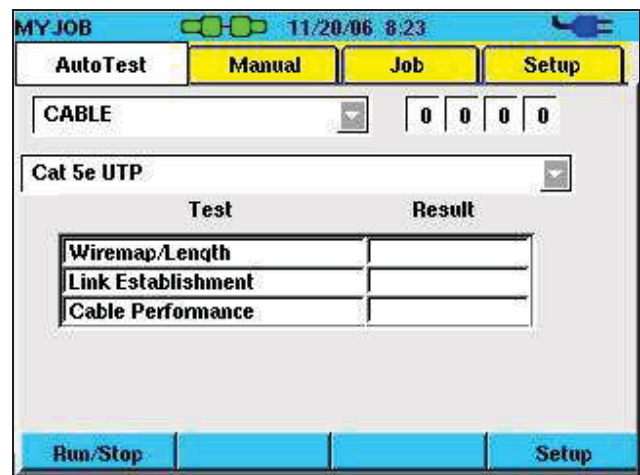 MYJOB 11/20/06 8:23
AutoTest Manual Job Setup
CABLE 0 0 0 0
Cat 5e UTP
Test Result
Wiremap/Length
Link Establishment
Cable Performance
Run/Stop Setup